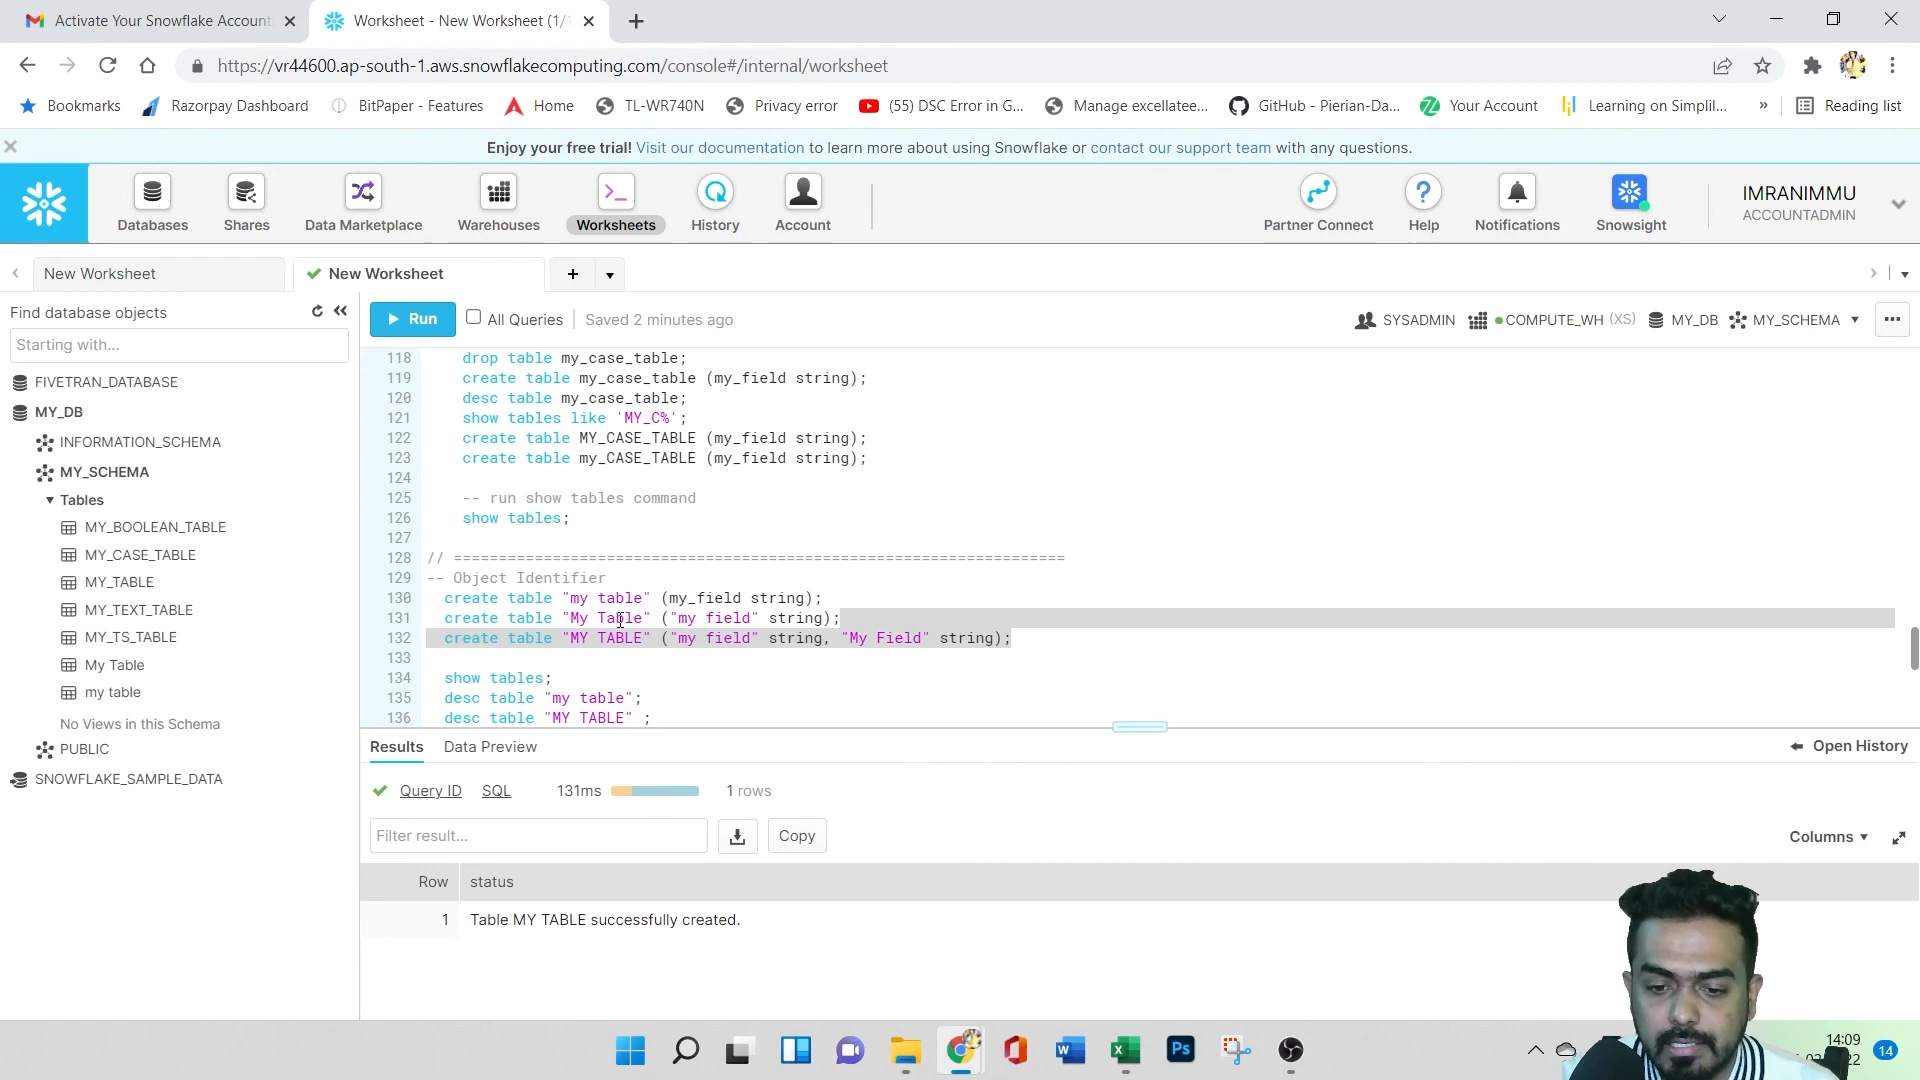 Activate Your Snowflake Account
Worksheet - New Worksheet (1/1
https://vr44600.ap-south-1.aws.snowflakecomputing.com/console#/internal/worksheet
Bookmarks Razorpay Dashboard BitPaper - Features Home TL-WR740N Privacy error (55) DSC Error in G... Manage excellatee... GitHub - Pierian-Da... Your Account Learning on Simplil... » Reading list
Enjoy your free trial! Visit our documentation to learn more about using Snowflake or contact our support team with any questions.
Databases Shares Data Marketplace Warehouses Worksheets History Account Partner Connect Help Notifications Snowsight
IMRANIMMU
ACCOUNTADMIN
New Worksheet New Worksheet
Find database objects
Starting with...
FIVETRAN_DATABASE
MY_DB
INFORMATION_SCHEMA
MY_SCHEMA
Tables
MY_BOOLEAN_TABLE
MY_CASE_TABLE
MY_TABLE
MY_TEXT_TABLE
MY_TS_TABLE
My Table
my table
No Views in this Schema
PUBLIC
SNOWFLAKE_SAMPLE_DATA
Run All Queries Saved 2 minutes ago SYSADMIN COMPUTE_WH (XS) MY_DB MY_SCHEMA
118 drop table my_case_table;
119 create table my_case_table (my_field string);
120 desc table my_case_table;
121 show tables like 'MY_C%';
122 create table MY_CASE_TABLE (my_field string);
123 create table my_CASE_TABLE (my_field string);
124
125 -- run show tables command
126 show tables;
127
128 // ====================================================================
129 -- Object Identifier
130 create table "my table" (my_field string);
131 create table "My Table" ("my field" string);
132 create table "MY TABLE" ("my field" string, "My Field" string);
133
134 show tables;
135 desc table "my table";
136 desc table "MY TABLE" ;
Results Data Preview Open History
Query ID SQL 131ms 1 rows
Filter result... Copy Columns
Row status
1 Table MY TABLE successfully created.
14:09
14